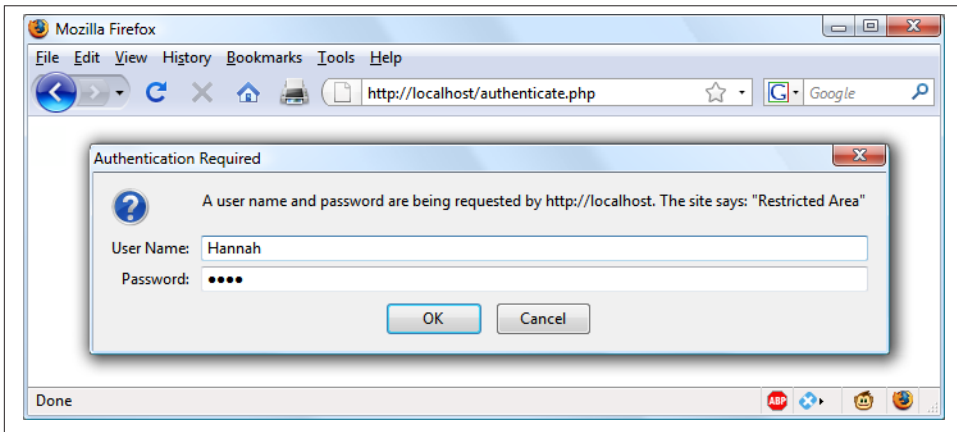 Mozilla Firefox
File Edit View History Bookmarks Tools Help
http://localhost/authenticate.php
G Google
Authentication Required
A user name and password are being requested by http://localhost. The site says: "Restricted Area"
User Name: Hannah
Password: ●●●●
OK Cancel
Done
ABP